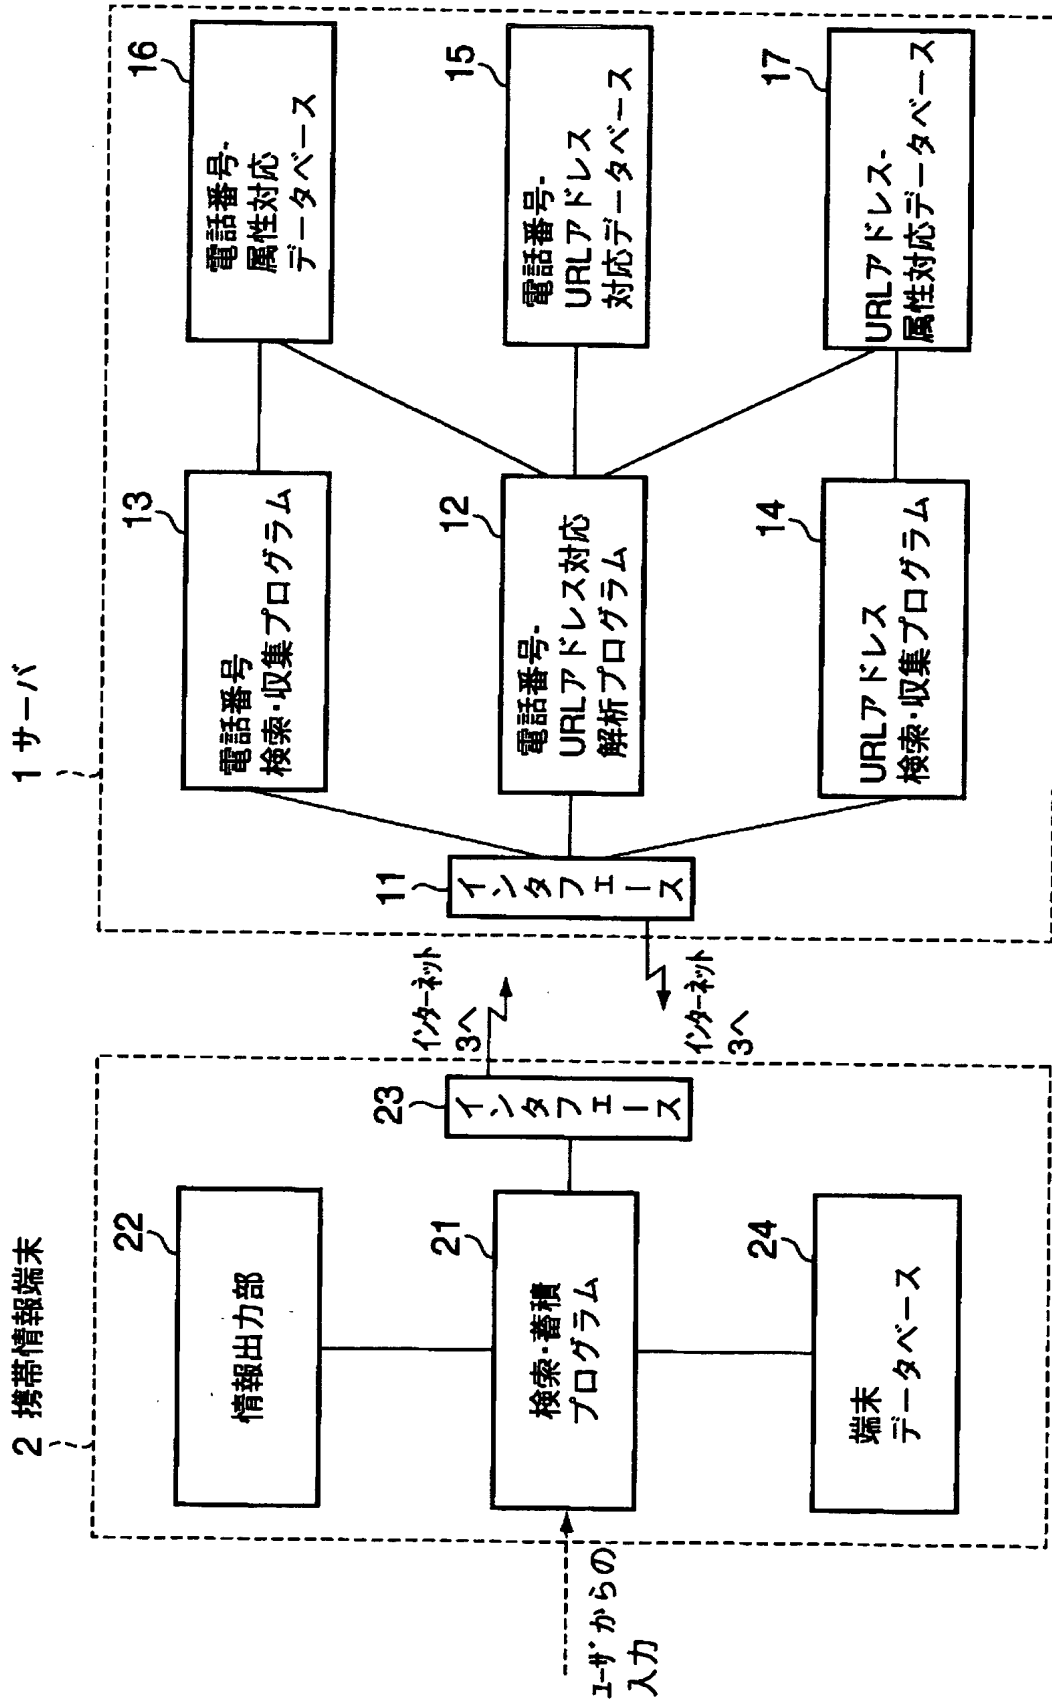 2 携帯情報端末
22
情報出力部
21
検索・蓄積
プログラム
24
端末
データベース
23
インタフェース
ユーザからの
入力
インターネット
3へ
インターネット
3へ
1 サーバ
11
インタフェース
13
電話番号
検索・収集プログラム
12
電話番号-
URLアドレス対応
解析プログラム
14
URLアドレス
検索・収集プログラム
16
電話番号-
属性対応
データベース
15
電話番号-
URLアドレス
対応データベース
17
URLアドレス-
属性対応データベース